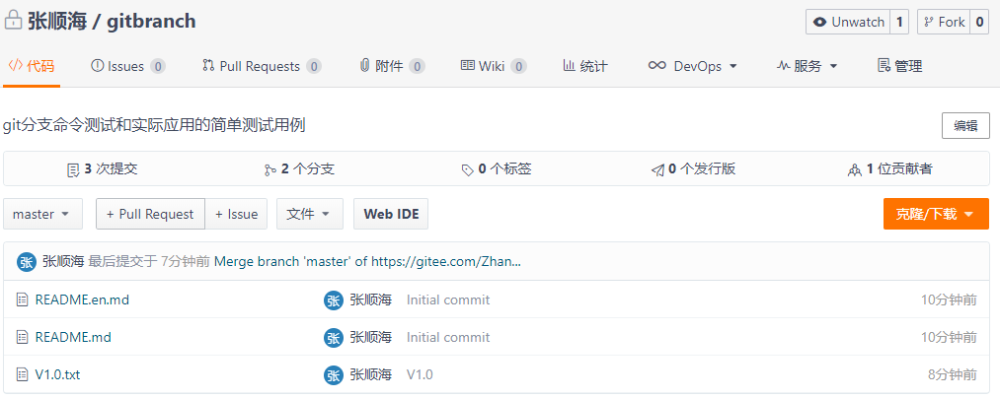 张顺海 / gitbranch Unwatch 1 Fork 0
代码 Issues 0 Pull Requests 0 附件 0 Wiki 0 统计 DevOps 服务 管理
git分支命令测试和实际应用的简单测试用例 编辑
3 次提交 2 个分支 0 个标签 0 个发行版 1 位贡献者
master + Pull Request + Issue 文件 Web IDE 克隆/下载
张 张顺海 最后提交于 7分钟前 Merge branch 'master' of https://gitee.com/Zhan...
README.en.md 张 张顺海 Initial commit 10分钟前
README.md 张 张顺海 Initial commit 10分钟前
V1.0.txt 张 张顺海 V1.0 8分钟前